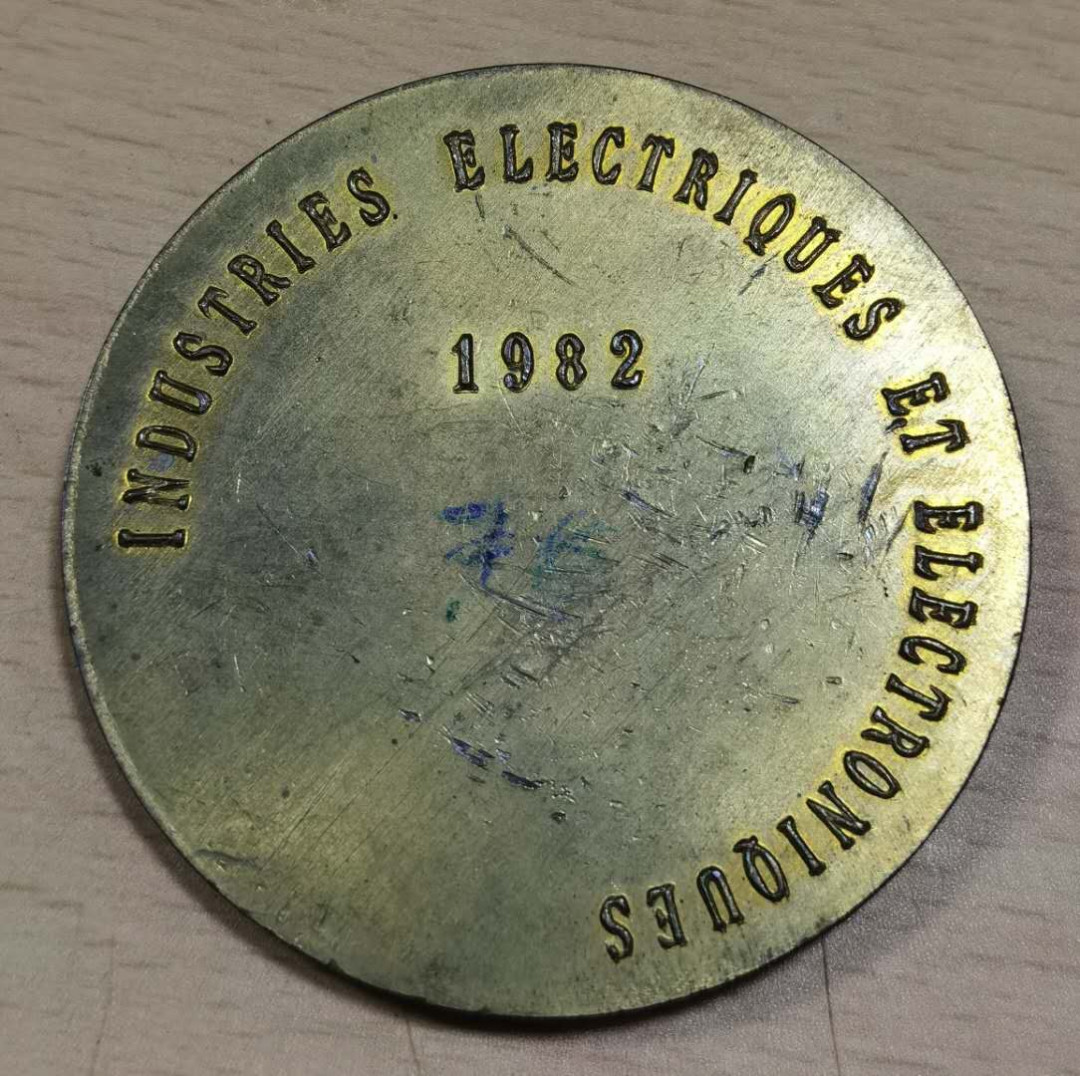 INDUSTRIES ELECTRIQUES ET ELECTRONIQUES
1982